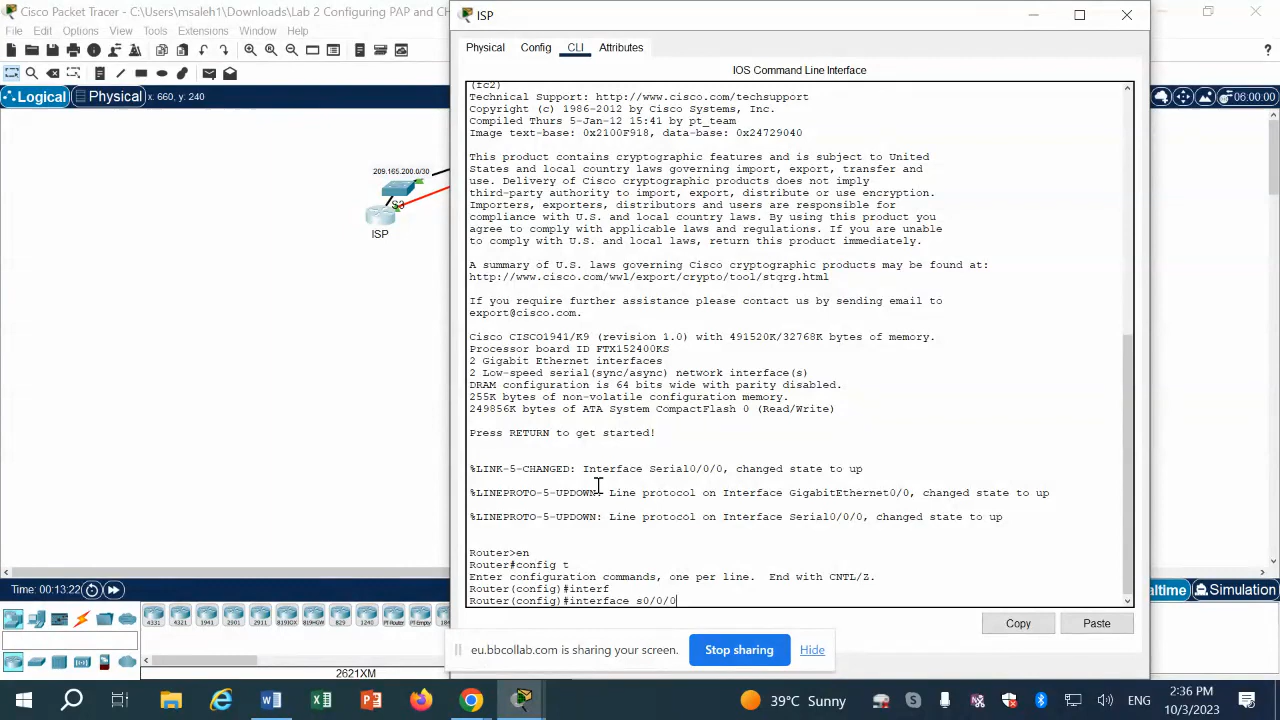 Cisco Packet Tracer - C:\Users\msaleh1\Downloads\Lab 2 Configuring PAP and CH
File Edit Options View Tools Extensions Window Help
?
Logical Physical x: 660, y: 240
06:00:00
209.165.200.0/30
S3
ISP
ISP
Physical Config CLI Attributes
IOS Command Line Interface
(fc2)
Technical Support: http://www.cisco.com/techsupport
Copyright (c) 1986-2012 by Cisco Systems, Inc.
Compiled Thurs 5-Jan-12 15:41 by pt_team
Image text-base: 0x2100F918, data-base: 0x24729040
This product contains cryptographic features and is subject to United
States and local country laws governing import, export, transfer and
use. Delivery of Cisco cryptographic products does not imply
third-party authority to import, export, distribute or use encryption.
Importers, exporters, distributors and users are responsible for
compliance with U.S. and local country laws. By using this product you
agree to comply with applicable laws and regulations. If you are unable
to comply with U.S. and local laws, return this product immediately.
A summary of U.S. laws governing Cisco cryptographic products may be found at:
http://www.cisco.com/wwl/export/crypto/tool/stqrg.html
If you require further assistance please contact us by sending email to
export@cisco.com.
Cisco CISCO1941/K9 (revision 1.0) with 491520K/32768K bytes of memory.
Processor board ID FTX152400KS
2 Gigabit Ethernet interfaces
2 Low-speed serial(sync/async) network interface(s)
DRAM configuration is 64 bits wide with parity disabled.
255K bytes of non-volatile configuration memory.
249856K bytes of ATA System CompactFlash 0 (Read/Write)
Press RETURN to get started!
%LINK-5-CHANGED: Interface Serial0/0/0, changed state to up
%LINEPROTO-5-UPDOWN: Line protocol on Interface GigabitEthernet0/0, changed state to up
%LINEPROTO-5-UPDOWN: Line protocol on Interface Serial0/0/0, changed state to up
Router>en
Router#config t
Enter configuration commands, one per line. End with CNTL/Z.
Router(config)#interf
Router(config)#interface s0/0/0
Copy Paste
Time: 00:13:22
ltime Simulation
4331 4321 1941 2901 2911 819IOX 819HGW 829 1240 PT-Router PT-Empty
2621XM
eu.bbcollab.com is sharing your screen. Stop sharing Hide
39°C Sunny
ENG
2:36 PM
10/3/2023